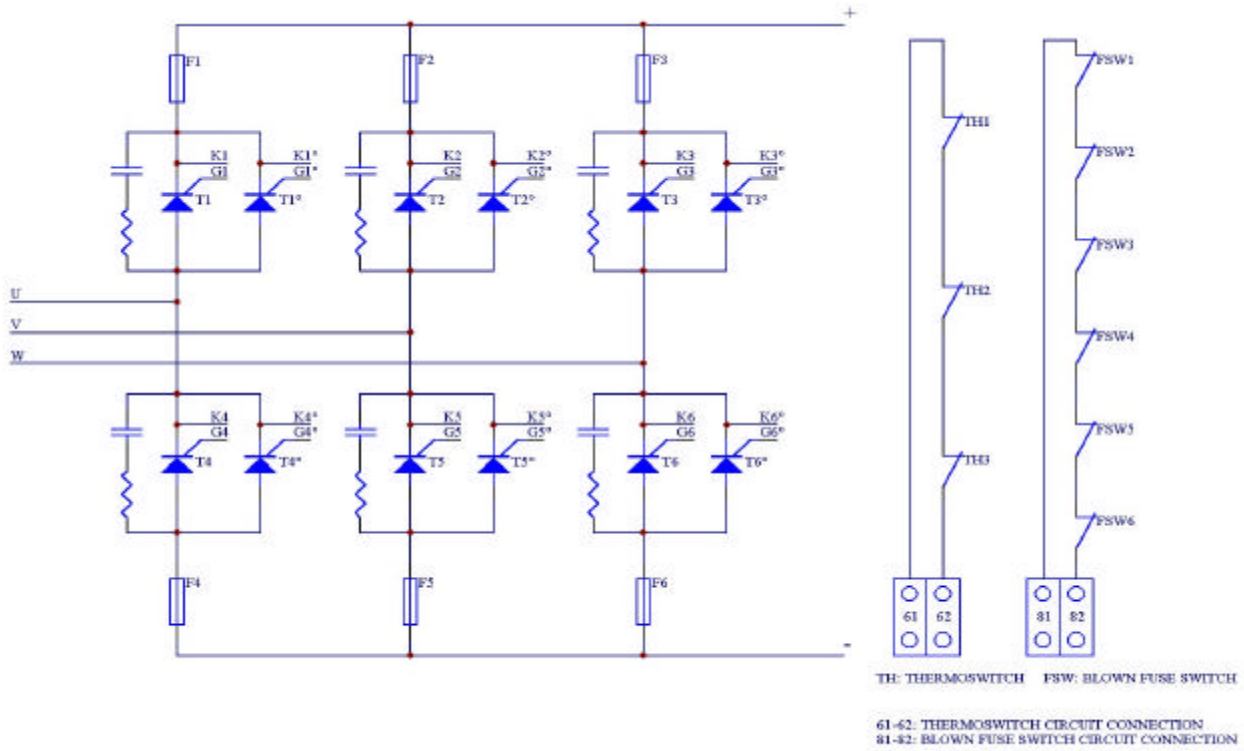 +
F1 F2 F3 FSW1
TH1
K1 K1* K2 K2* K3 K3* FSW2
G1 G1* G2 G2* G3 G3*
T1 T1* T2 T2* T3 T3*
FSW3
U TH2
V FSW4
W
K4 K4* K5 K5* K6 K6* FSW5
G4 G4* G5 G5* G6 G6*
T4 T4* T5 T5* T6 T6* TH3
FSW6
F4 F5 F6
61 62 81 82
-
TH: THERMOSWITCH FSW: BLOWN FUSE SWITCH
61-62: THERMOSWITCH CIRCUIT CONNECTION
81-82: BLOWN FUSE SWITCH CIRCUIT CONNECTION